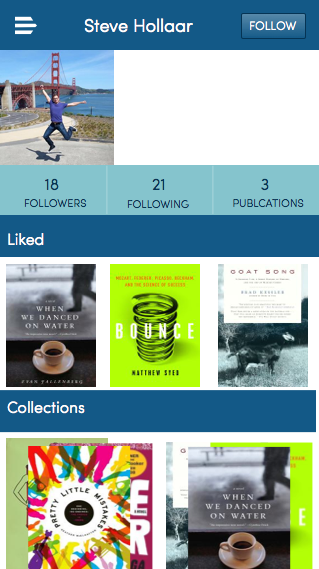 Steve Hollaar
FOLLOW
18
FOLLOWERS
21
FOLLOWING
3
PUBLCATIONS
Liked
A NOVEL
WHEN
WE DANCED
ON WATER
EVAN FALLENBERG
MOZART, FEDERER, PICASSO, BECKHAM
AND THE SCIENCE OF SUCCESS
BOUNCE
MATTHEW SYED
GOAT SONG
BRAD KESSLER
Collections
PRETTY LITTLE MISTAKES
A NOVEL
WHEN
WE DANCED
ON WATER